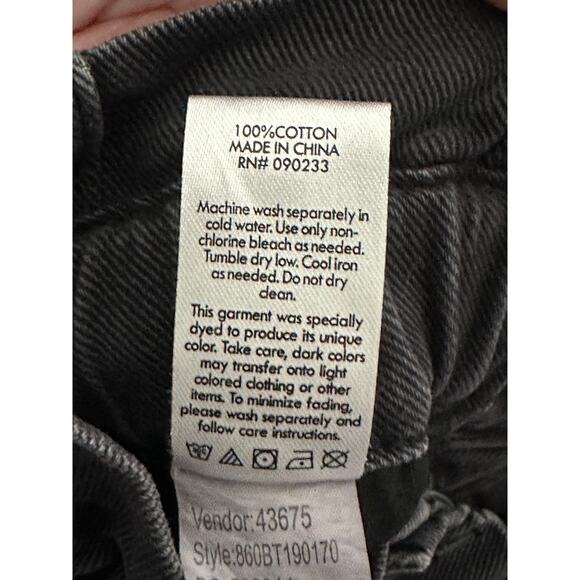 100%COTTON
MADE IN CHINA
RN# 090233
Machine wash separately in
cold water. Use only non-
chlorine bleach as needed.
Tumble dry low. Cool iron
as needed. Do not dry
clean.
This garment was specially
dyed to produce its unique
color. Take care, dark colors
may transfer onto light
colored clothing or other
items. To minimize fading,
please wash separately and
follow care instructions.
Vendor:43675
Style:860BT190170